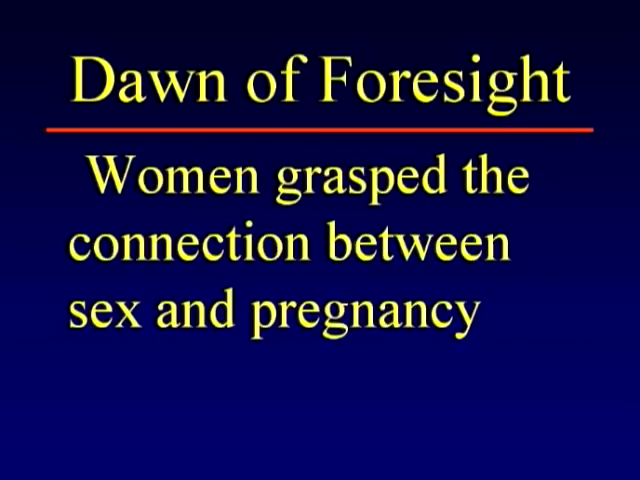 Dawn of Foresight
Women grasped the
connection between
sex and pregnancy